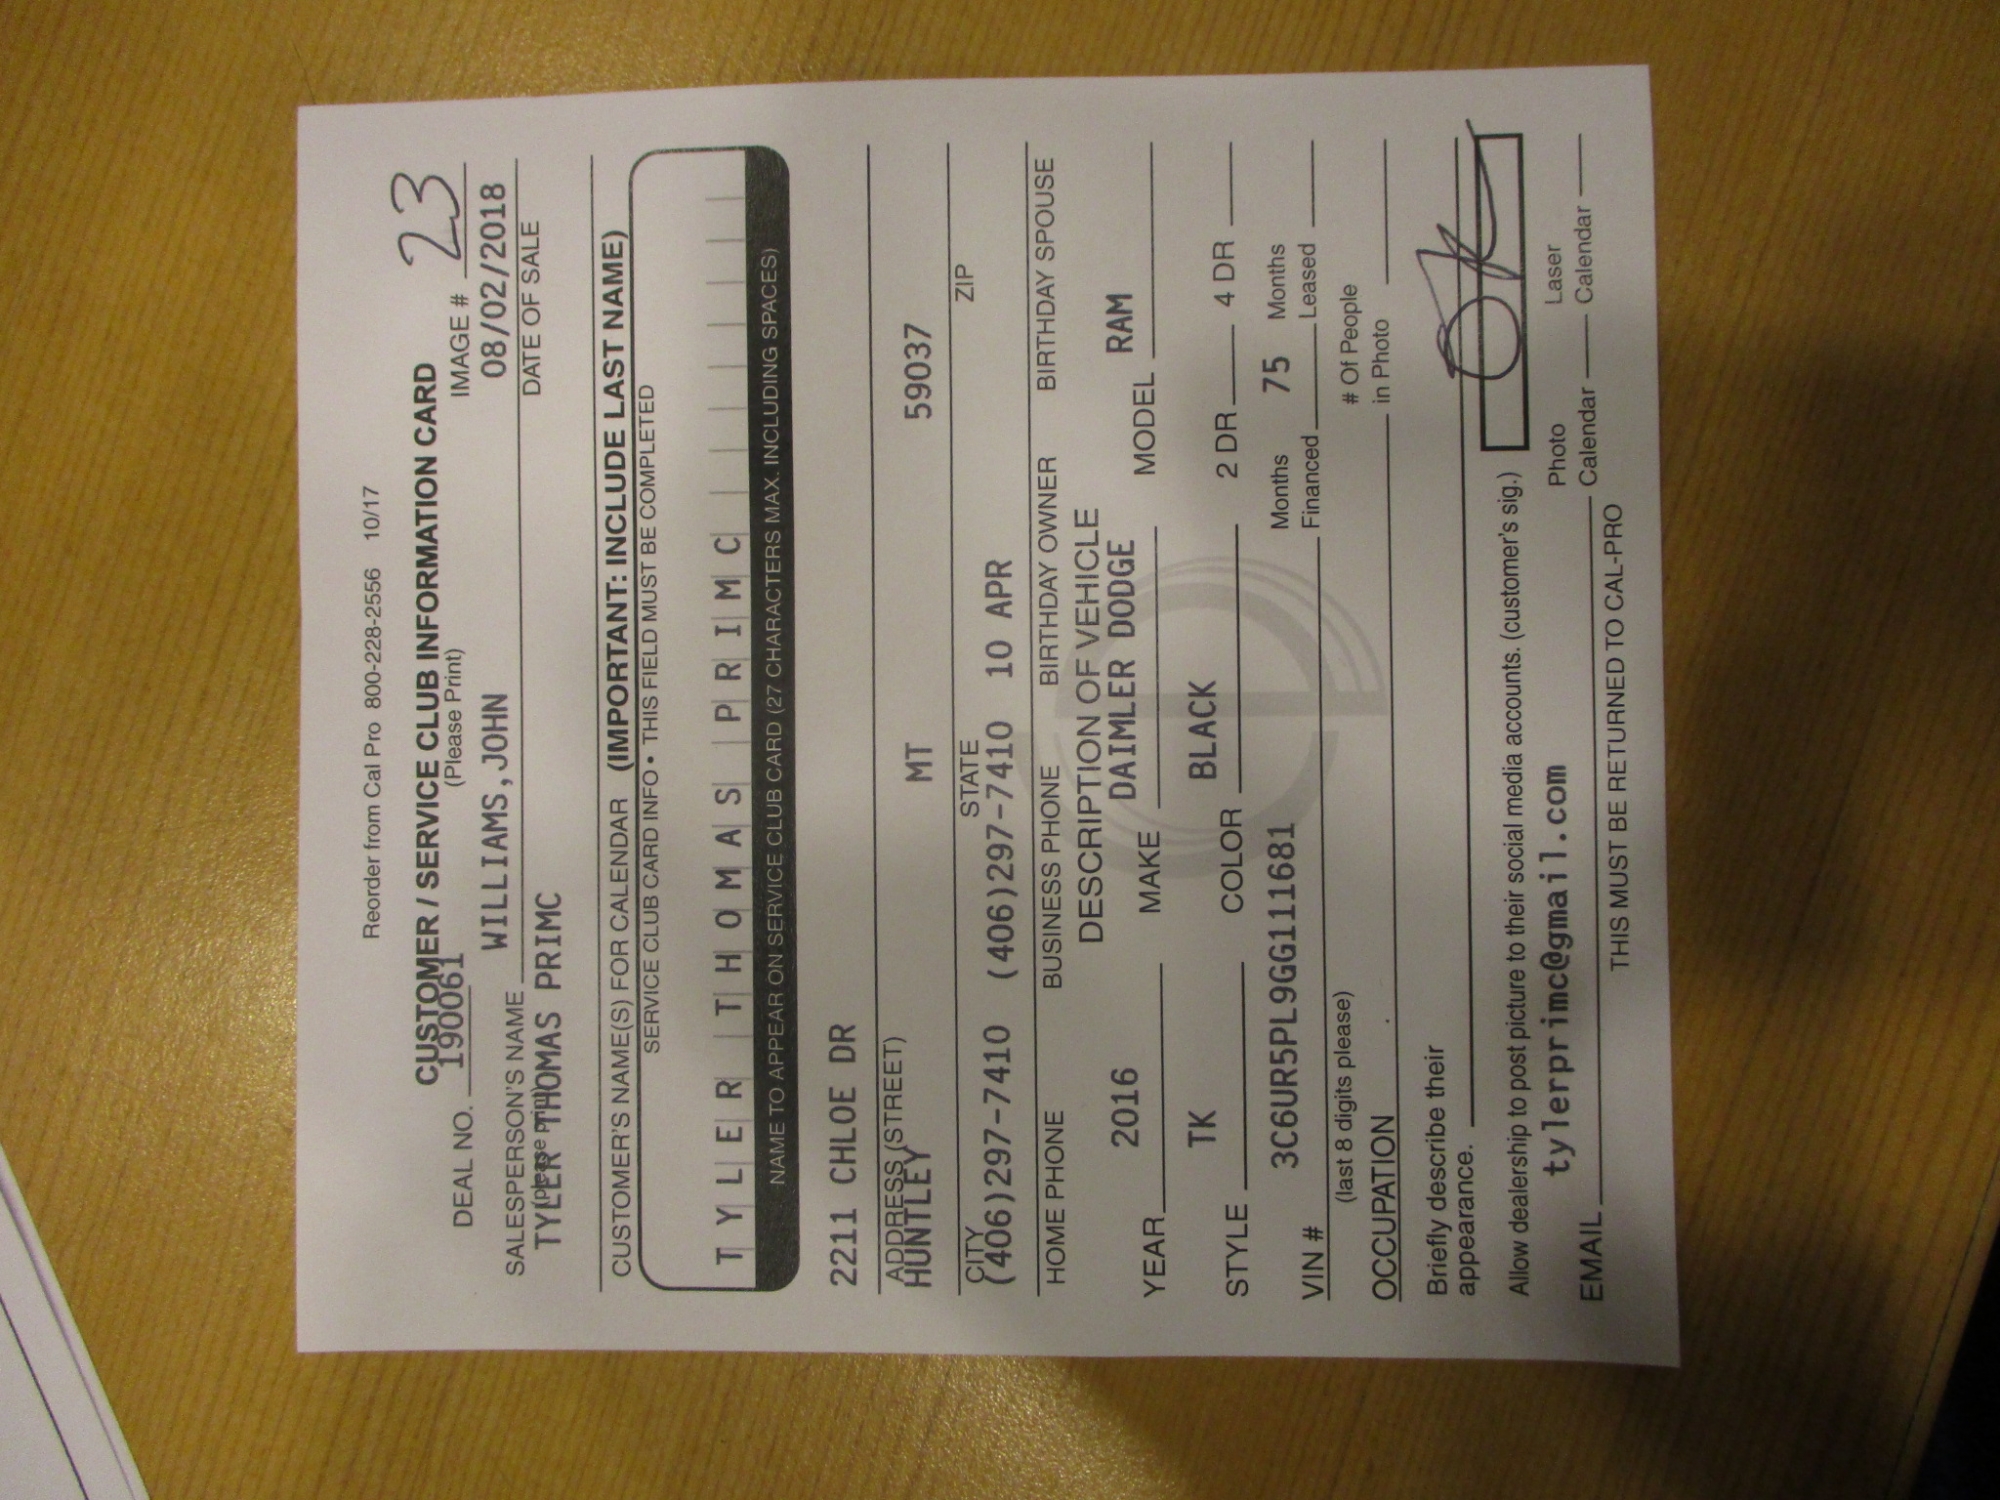 Reorder from Cal Pro 800-228-2556 10/17
CUSTOMER / SERVICE CLUB INFORMATION CARD
(Please Print)
DEAL NO. 190061 IMAGE # 23
WILLIAMS,JOHN 08/02/2018
SALESPERSON'S NAME DATE OF SALE
(please print)
TYLER THOMAS PRIMC
CUSTOMER'S NAME(S) FOR CALENDAR (IMPORTANT: INCLUDE LAST NAME)
SERVICE CLUB CARD INFO • THIS FIELD MUST BE COMPLETED
TYLER THOMAS PRIMC
NAME TO APPEAR ON SERVICE CLUB CARD (27 CHARACTERS MAX. INCLUDING SPACES)
2211 CHLOE DR
ADDRESS (STREET)
HUNTLEY MT 59037
CITY STATE ZIP
(406)297-7410 (406)297-7410 10 APR
HOME PHONE BUSINESS PHONE BIRTHDAY OWNER BIRTHDAY SPOUSE
DESCRIPTION OF VEHICLE
YEAR 2016 MAKE DAIMLER DODGE MODEL RAM
STYLE TK COLOR BLACK 2 DR 4 DR
VIN # 3C6UR5PL9GG111681 Months Financed 75 Months Leased
(last 8 digits please)
OCCUPATION # Of People in Photo
Briefly describe their
appearance.
Allow dealership to post picture to their social media accounts. (customer's sig.)
EMAIL tylerprimc@gmail.com Photo Calendar Laser Calendar
THIS MUST BE RETURNED TO CAL-PRO